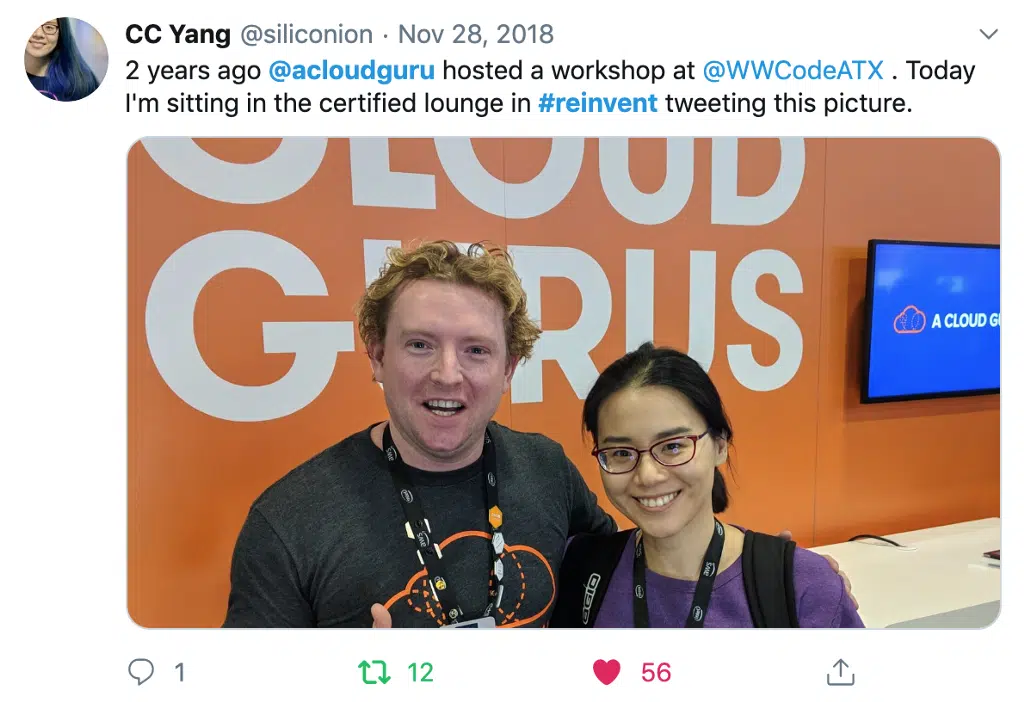 CC Yang @siliconion · Nov 28, 2018
2 years ago @acloudguru hosted a workshop at @WWCodeATX . Today
I'm sitting in the certified lounge in #reinvent tweeting this picture.
CLOUD
GURUS
A CLOUD GU
1 12 56